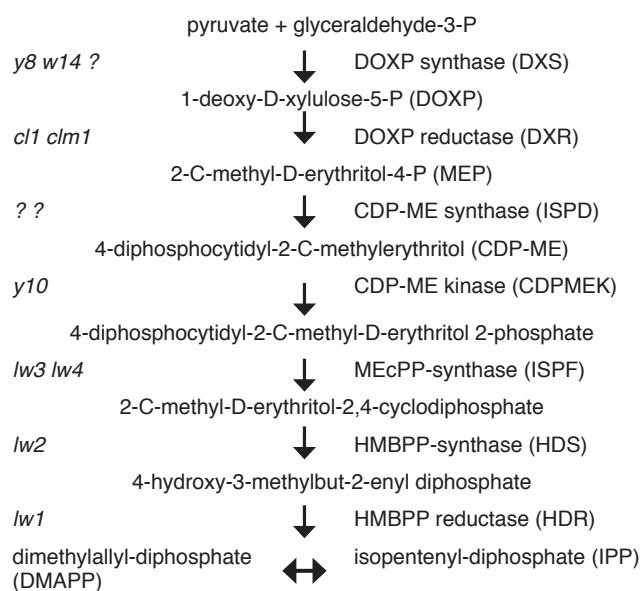 pyruvate + glyceraldehyde-3-P
y8 w14 ? DOXP synthase (DXS)
1-deoxy-D-xylulose-5-P (DOXP)
cl1 clm1 DOXP reductase (DXR)
2-C-methyl-D-erythritol-4-P (MEP)
? ? CDP-ME synthase (ISPD)
4-diphosphocytidyl-2-C-methylerythritol (CDP-ME)
y10 CDP-ME kinase (CDPMEK)
4-diphosphocytidyl-2-C-methyl-D-erythritol 2-phosphate
lw3 lw4 MEcPP-synthase (ISPF)
2-C-methyl-D-erythritol-2,4-cyclodiphosphate
lw2 HMBPP-synthase (HDS)
4-hydroxy-3-methylbut-2-enyl diphosphate
lw1 HMBPP reductase (HDR)
dimethylallyl-diphosphate isopentenyl-diphosphate (IPP)
(DMAPP)